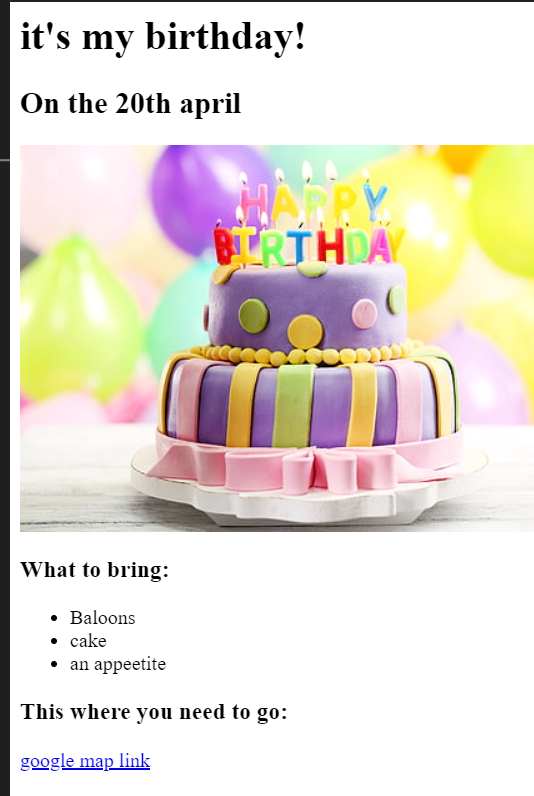 it's my birthday!
On the 20th april
HAPPY
BIRTHDAY
What to bring:
Baloons
cake
an appeetite
This where you need to go:
google map link